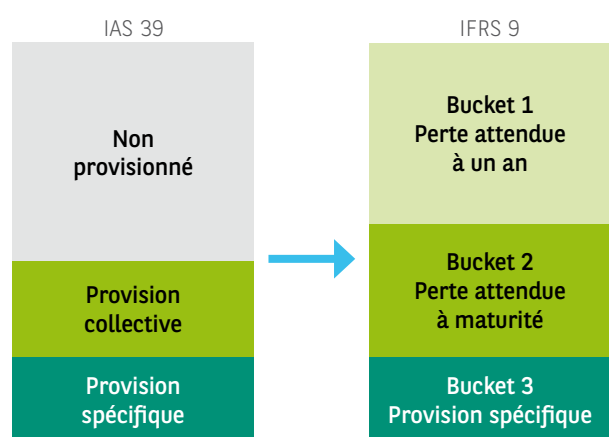 IAS 39
Non
provisionné
Provision
collective
Provision
spécifique
IFRS 9
Bucket 1
Perte attendue
à un an
Bucket 2
Perte attendue
à maturité
Bucket 3
Provision spécifique